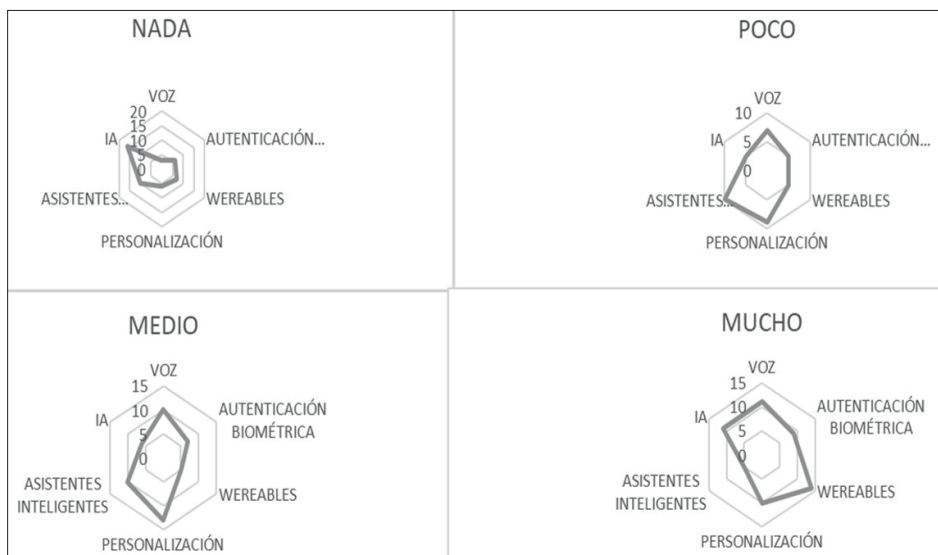 NADA
VOZ
20
15
10
5
0
IA
AUTENTICACIÓN...
ASISTENTES...
WEREABLES
PERSONALIZACIÓN
POCO
VOZ
10
5
0
IA
AUTENTICACIÓN...
ASISTENTES...
WEREABLES
PERSONALIZACIÓN
MEDIO
VOZ
15
10
5
0
IA
AUTENTICACIÓN
BIOMÉTRICA
ASISTENTES
INTELIGENTES
WEREABLES
PERSONALIZACIÓN
MUCHO
VOZ
15
10
5
0
IA
AUTENTICACIÓN
BIOMÉTRICA
ASISTENTES
INTELIGENTES
WEREABLES
PERSONALIZACIÓN